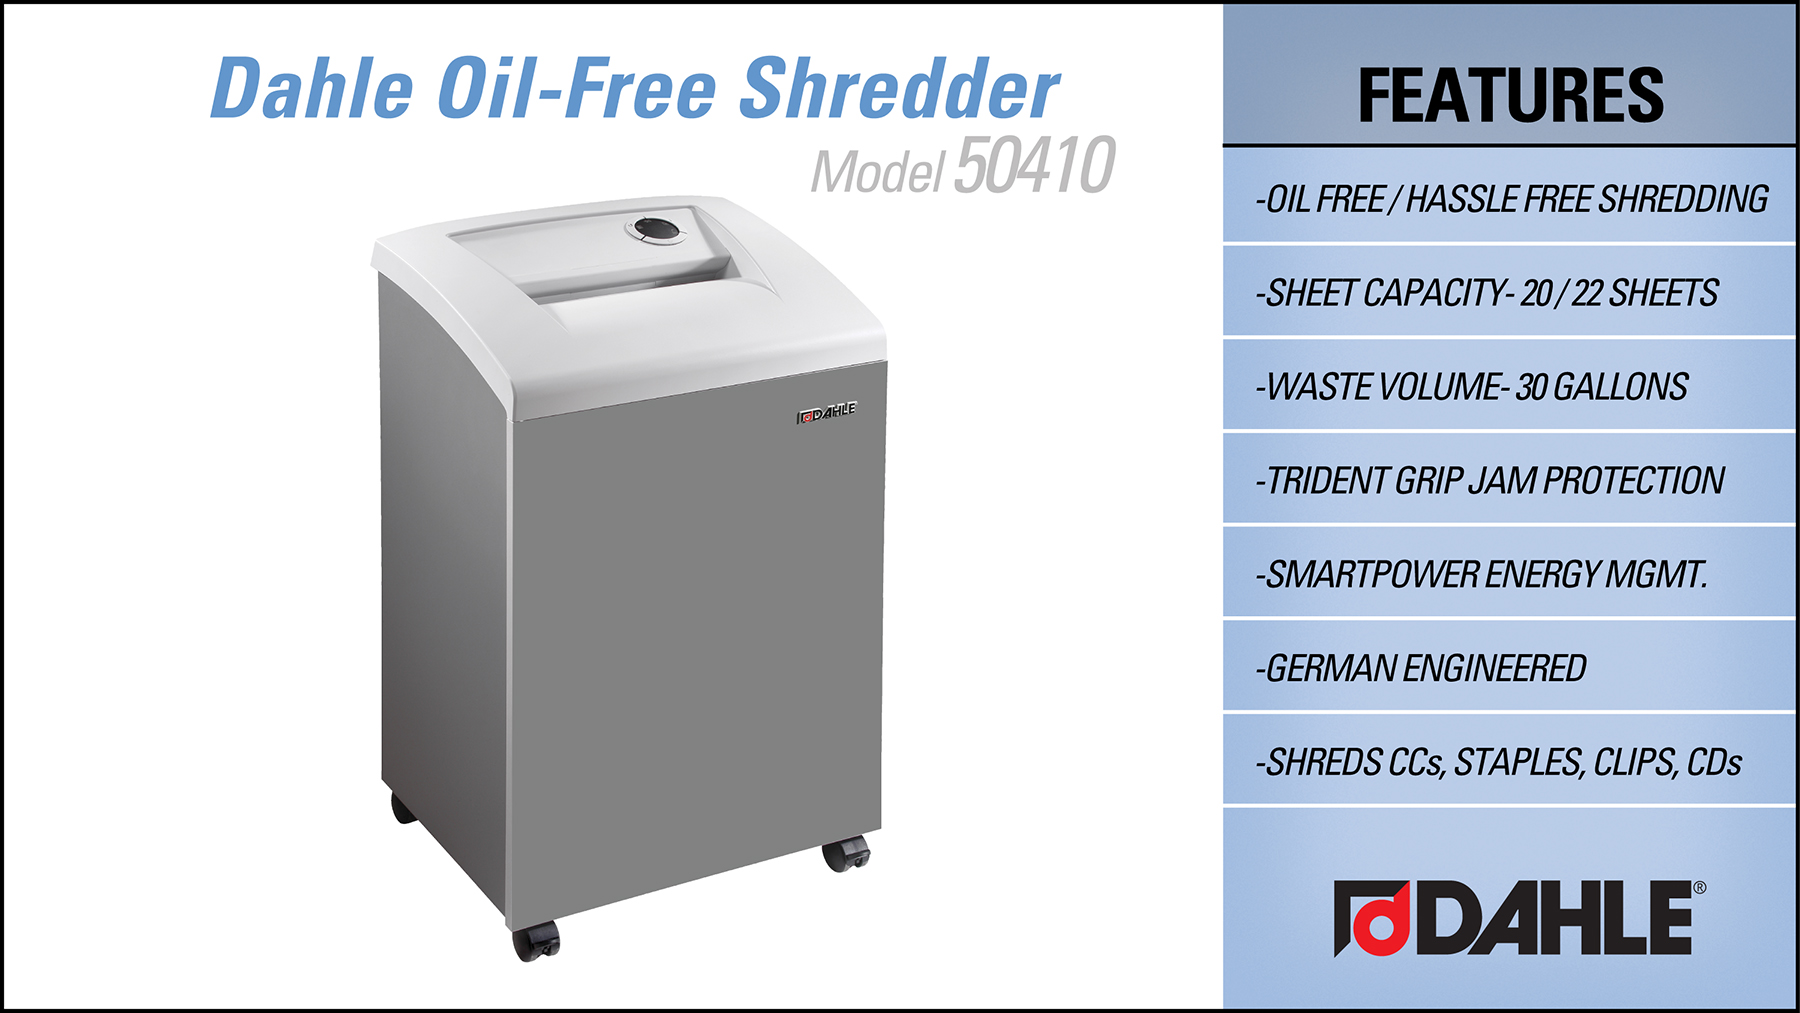 Dahle Oil-Free Shredder
Model 50410
DAHLE
FEATURES
-OIL FREE / HASSLE FREE SHREDDING
-SHEET CAPACITY- 20 / 22 SHEETS
-WASTE VOLUME- 30 GALLONS
-TRIDENT GRIP JAM PROTECTION
-SMARTPOWER ENERGY MGMT.
-GERMAN ENGINEERED
-SHREDS CCs, STAPLES, CLIPS, CDs
DAHLE®